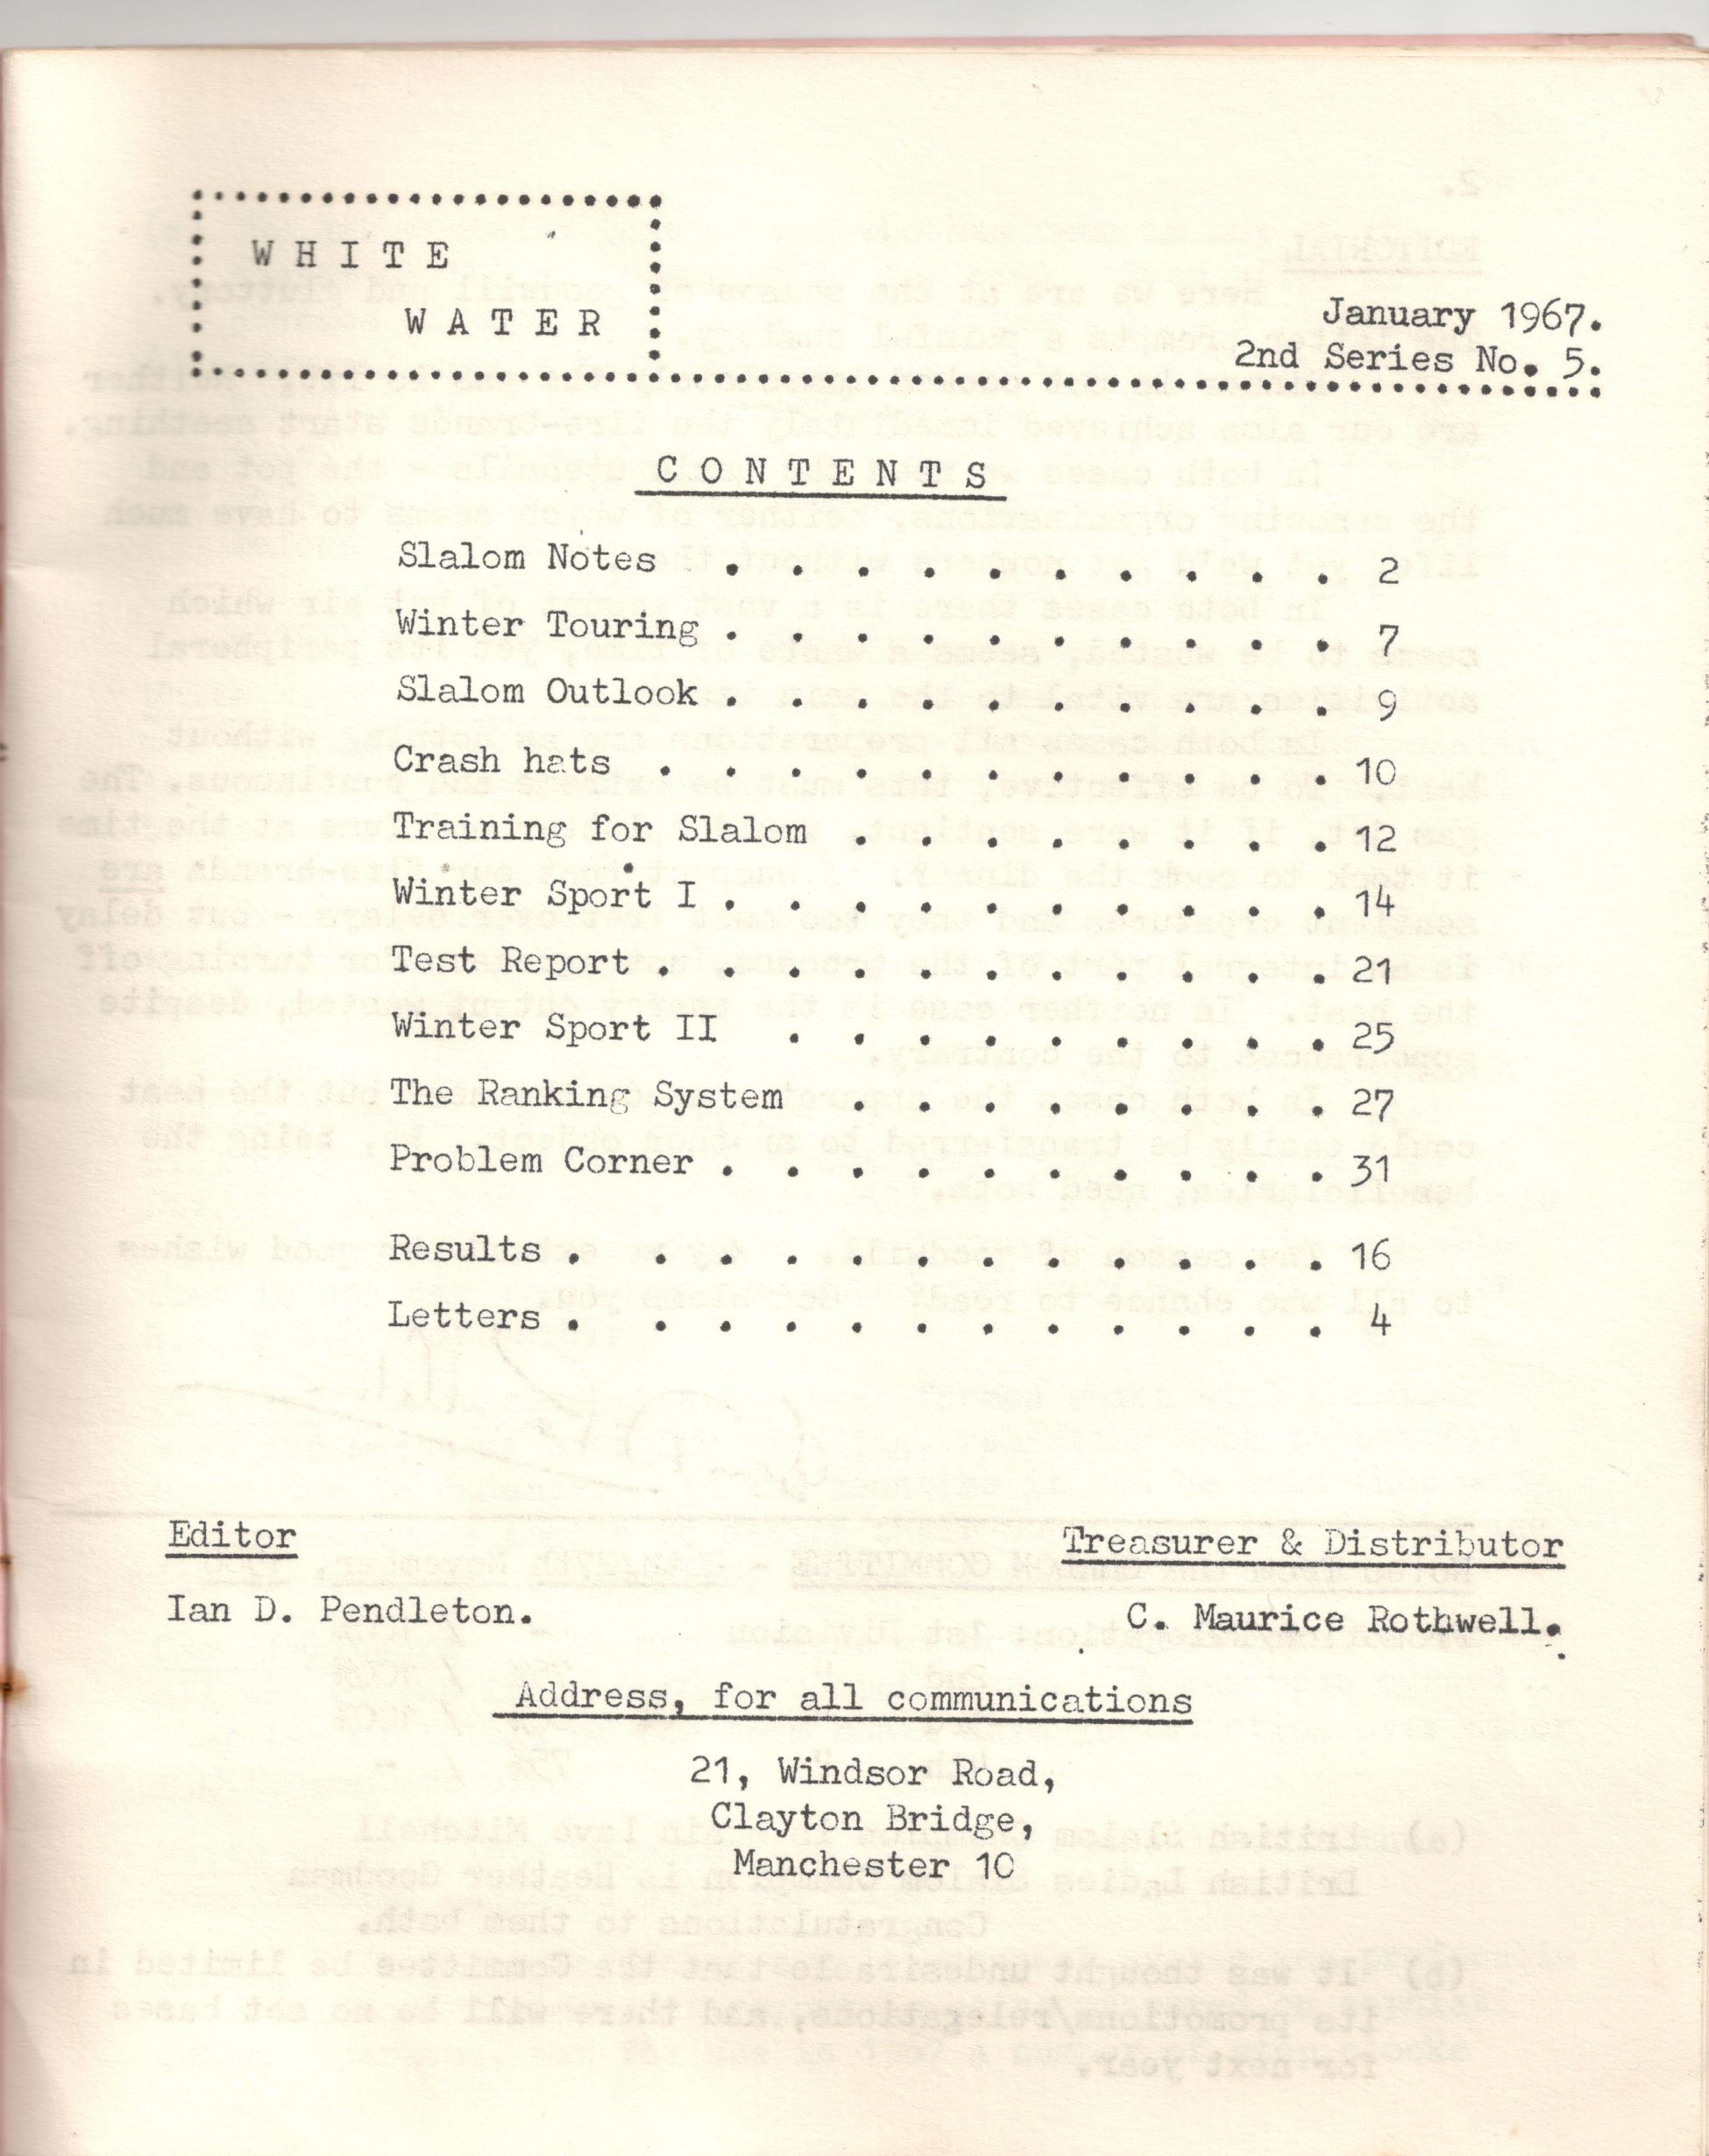 WHITE
WATER
January 1967.
2nd Series No. 5.
CONTENTS
Slalom Notes . . . . . . . . . . 2
Winter Touring . . . . . . . . . . 7
Slalom Outlook . . . . . . . . . . 9
Crash hats . . . . . . . . . . . 10
Training for Slalom . . . . . . . . 12
Winter Sport I . . . . . . . . . . 14
Test Report . . . . . . . . . . . 21
Winter Sport II . . . . . . . . . 25
The Ranking System . . . . . . . . 27
Problem Corner . . . . . . . . . . 31
Results . . . . . . . . . . . . 16
Letters . . . . . . . . . . . . 4
Editor
Treasurer & Distributor
Ian D. Pendleton.
C. Maurice Rothwell.
Address, for all communications
21, Windsor Road,
Clayton Bridge,
Manchester 10